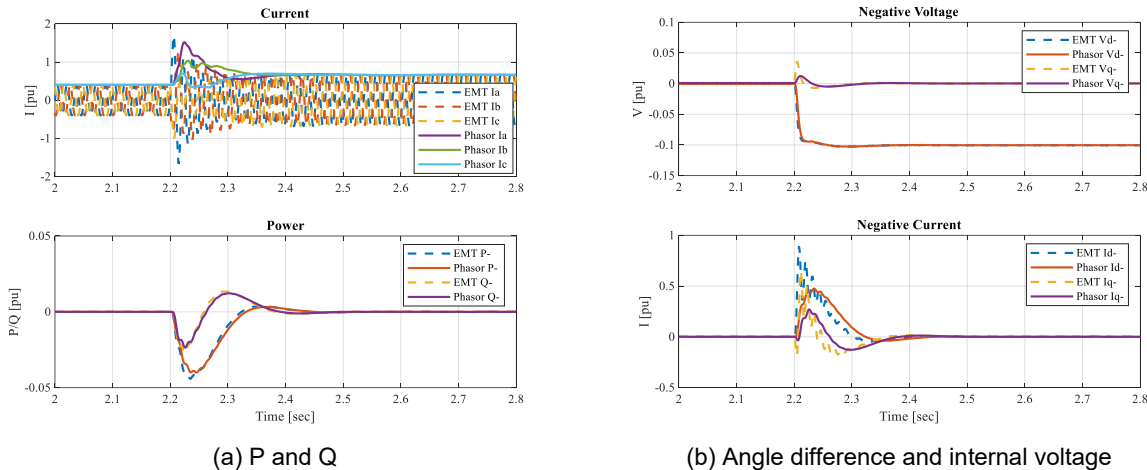 Current
I [pu]
2
1
0
-1
-2
EMT Ia
EMT Ib
EMT Ic
Phasor Ia
Phasor Ib
Phasor Ic
2 2.1 2.2 2.3 2.4 2.5 2.6 2.7 2.8
Power
P/Q [pu]
0.05
0
-0.05
EMT P-
Phasor P-
EMT Q-
Phasor Q-
2 2.1 2.2 2.3 2.4 2.5 2.6 2.7 2.8
Time [sec]
(a) P and Q
Negative Voltage
V [pu]
0.1
0.05
0
-0.05
-0.1
-0.15
EMT Vd-
Phasor Vd-
EMT Vq-
Phasor Vq-
2 2.1 2.2 2.3 2.4 2.5 2.6 2.7 2.8
Negative Current
I [pu]
1
0.5
0
-0.5
EMT Id-
Phasor Id-
EMT Iq-
Phasor Iq-
2 2.1 2.2 2.3 2.4 2.5 2.6 2.7 2.8
Time [sec]
(b) Angle difference and internal voltage